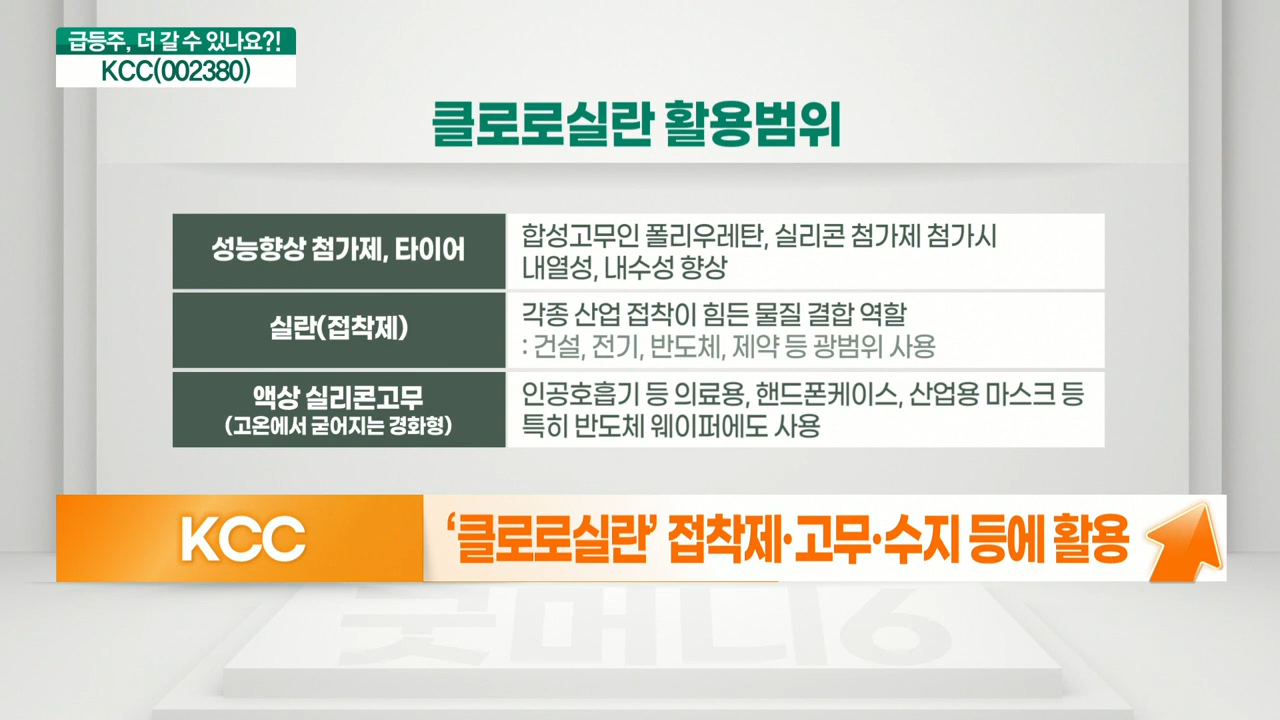 급등주, 더 갈 수 있나요?!
KCC(002380)
클로로실란 활용범위
성능향상 첨가제, 타이어
합성고무인 폴리우레탄, 실리콘 첨가제 첨가시
내열성, 내수성 향상
실란(접착제)
각종 산업 접착이 힘든 물질 결합 역할
: 건설, 전기, 반도체, 제약 등 광범위 사용
액상 실리콘고무
(고온에서 굳어지는 경화형)
인공호흡기 등 의료용, 핸드폰케이스, 산업용 마스크 등
특히 반도체 웨이퍼에도 사용
KCC
‘클로로실란’ 접착제·고무·수지 등에 활용
굿머니6